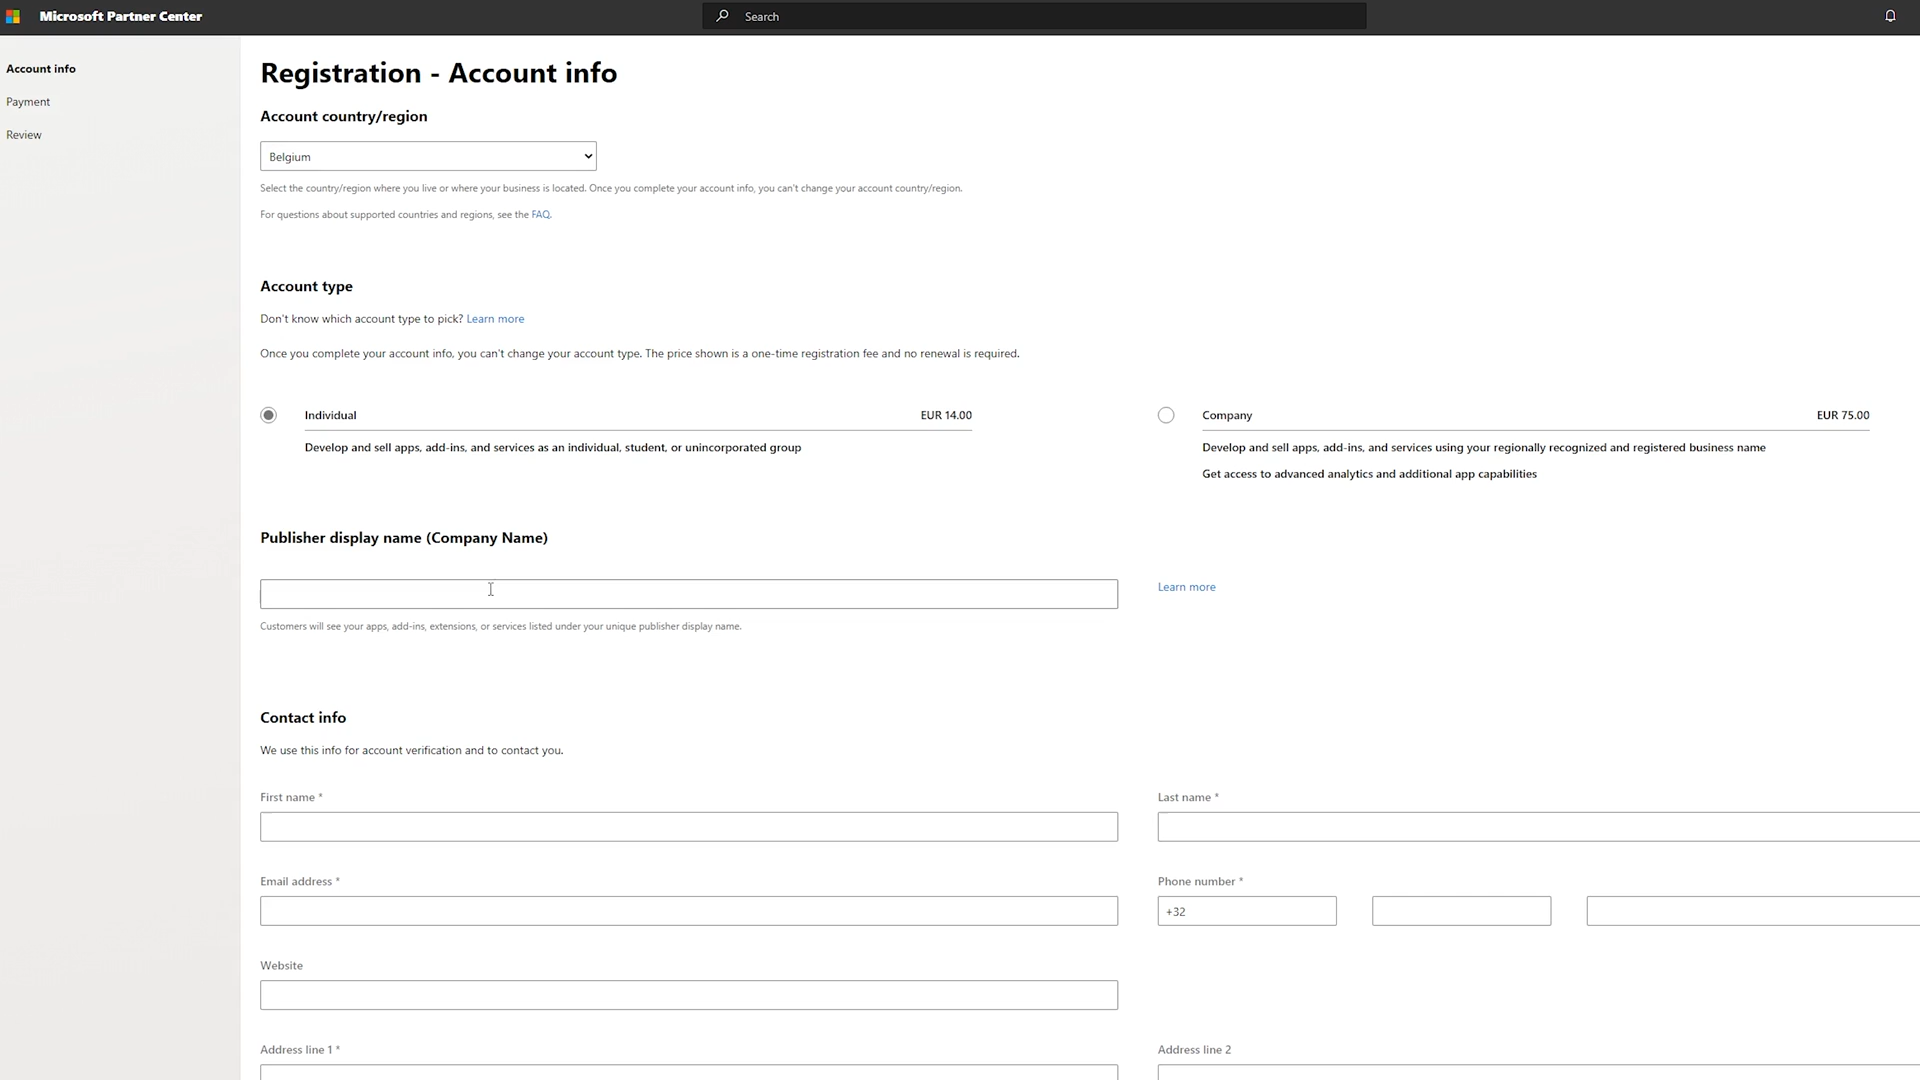 Microsoft Partner Center
Search
Account info
Payment
Review
Registration - Account info
Account country/region
Belgium
Select the country/region where you live or where your business is located. Once you complete your account info, you can't change your account country/region.
For questions about supported countries and regions, see the FAQ.
Account type
Don't know which account type to pick? Learn more
Once you complete your account info, you can't change your account type. The price shown is a one-time registration fee and no renewal is required.
Individual EUR 14.00
Develop and sell apps, add-ins, and services as an individual, student, or unincorporated group
Company EUR 75.00
Develop and sell apps, add-ins, and services using your regionally recognized and registered business name
Get access to advanced analytics and additional app capabilities
Publisher display name (Company Name)
Learn more
Customers will see your apps, add-ins, extensions, or services listed under your unique publisher display name.
Contact info
We use this info for account verification and to contact you.
First name *
Last name *
Email address *
Phone number *
+32
Website
Address line 1 *
Address line 2